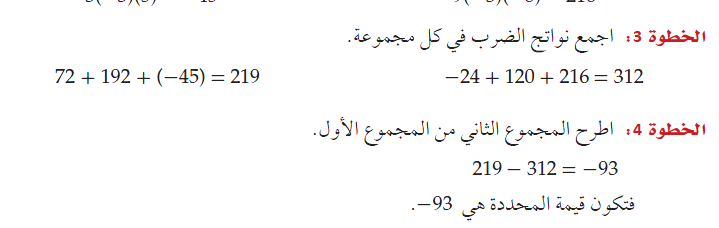 الخطوة 3: اجمع نواتج الضرب في كل مجموعة.
72 + 192 + (−45) = 219
−24 + 120 + 216 = 312
الخطوة 4: اطرح المجموع الثاني من المجموع الأول.
219 − 312 = −93
فتكون قيمة المحددة هي 93−.